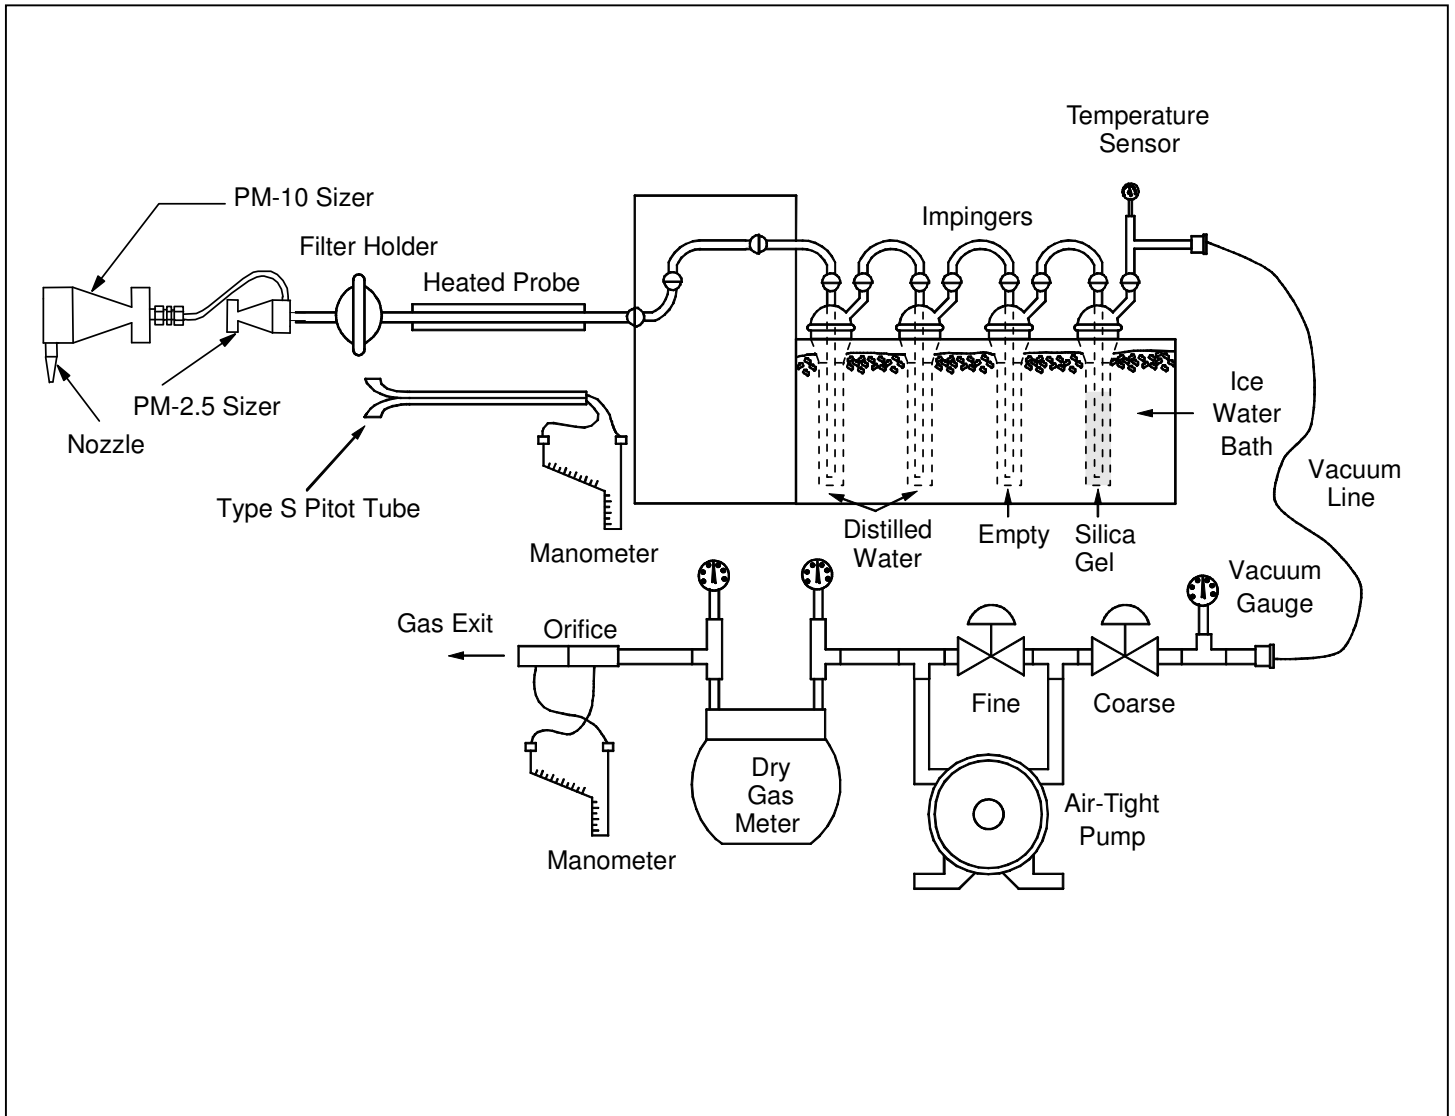 Temperature
Sensor
PM-10 Sizer
Impingers
Filter Holder
Heated Probe
Ice
Water
Bath
PM-2.5 Sizer
Nozzle
Vacuum
Line
Type S Pitot Tube
Distilled
Water
Empty
Silica
Gel
Manometer
Vacuum
Gauge
Gas Exit
Orifice
Fine
Coarse
Dry
Gas
Meter
Air-Tight
Pump
Manometer